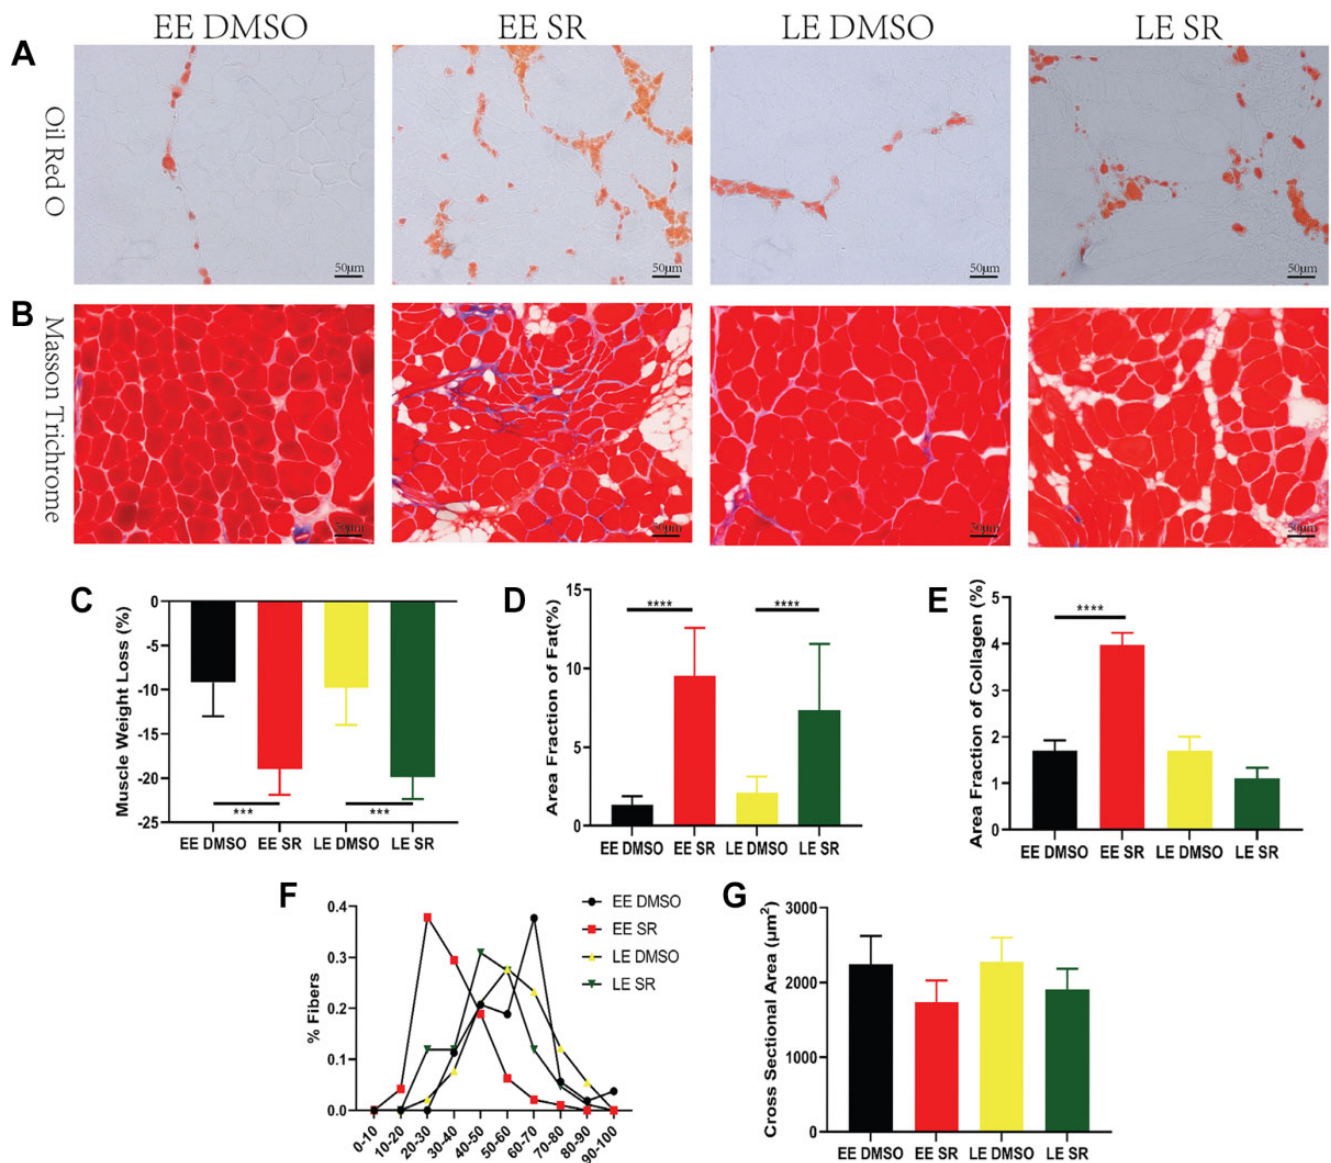 EE DMSO EE SR LE DMSO LE SR
A
Oil Red O
50μm 50μm 50μm 50μm
B
Masson Trichrome
50μm 50μm 50μm 50μm
C
Muscle Weight Loss (%)
0
-5
-10
-15
-20
-25
*** ***
EE DMSO EE SR LE DMSO LE SR
D
Area Fraction of Fat(%)
15
10
5
0
**** ****
EE DMSO EE SR LE DMSO LE SR
E
Area Fraction of Collagen (%)
5
4
3
2
1
0
****
EE DMSO EE SR LE DMSO LE SR
F
% Fibers
0.4
0.3
0.2
0.1
0.0
0-10 10-20 20-30 30-40 40-50 50-60 60-70 70-80 80-90 90-100
EE DMSO
EE SR
LE DMSO
LE SR
G
Cross Sectional Area (μm²)
3000
2000
1000
0
EE DMSO EE SR LE DMSO LE SR